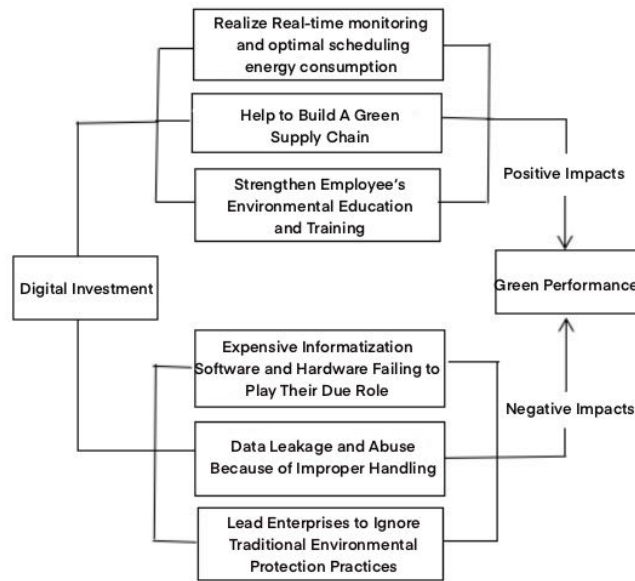 Realize Real-time monitoring
and optimal scheduling
energy consumption
Help to Build A Green
Supply Chain
Positive Impacts
Strengthen Employee's
Environmental Education
and Training
Digital Investment
Green Performance
Expensive Informatization
Software and Hardware Failing to
Play Their Due Role
Negative Impacts
Data Leakage and Abuse
Because of Improper Handling
Lead Enterprises to Ignore
Traditional Environmental
Protection Practices